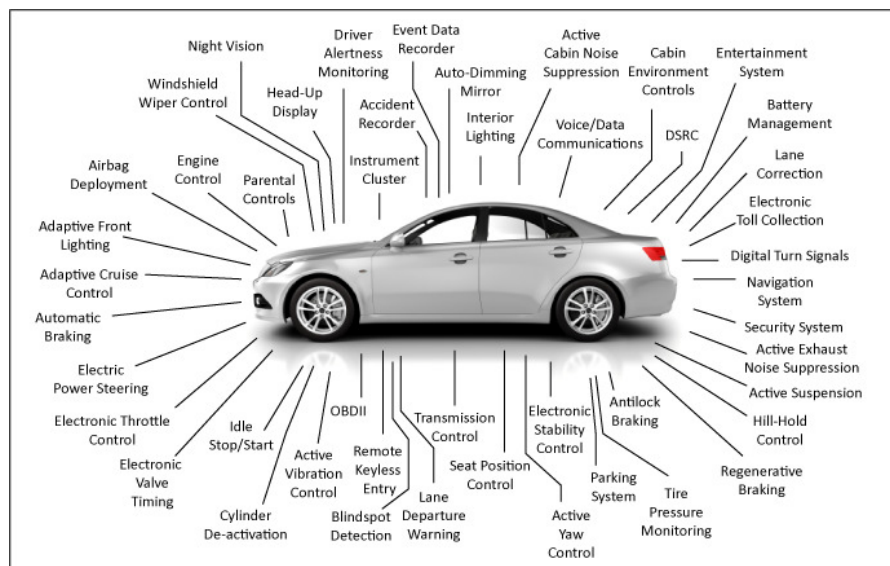 Night Vision
Driver
Alertness
Monitoring
Event Data
Recorder
Active
Cabin Noise
Suppression
Cabin
Environment
Controls
Entertainment
System
Windshield
Wiper Control
Head-Up
Display
Accident
Recorder
Auto-Dimming
Mirror
Interior
Lighting
Voice/Data
Communications
DSRC
Battery
Management
Airbag
Deployment
Engine
Control
Parental
Controls
Instrument
Cluster
Lane
Correction
Adaptive Front
Lighting
Electronic
Toll Collection
Adaptive Cruise
Control
Digital Turn Signals
Automatic
Braking
Navigation
System
Electric
Power Steering
Security System
Active Exhaust
Noise Suppression
Electronic Throttle
Control
Active Suspension
Electronic
Valve
Timing
Idle
Stop/Start
Cylinder
De-activation
Active
Vibration
Control
OBDII
Remote
Keyless
Entry
Blindspot
Detection
Lane
Departure
Warning
Transmission
Control
Seat Position
Control
Electronic
Stability
Control
Active
Yaw
Control
Parking
System
Antilock
Braking
Tire
Pressure
Monitoring
Hill-Hold
Control
Regenerative
Braking